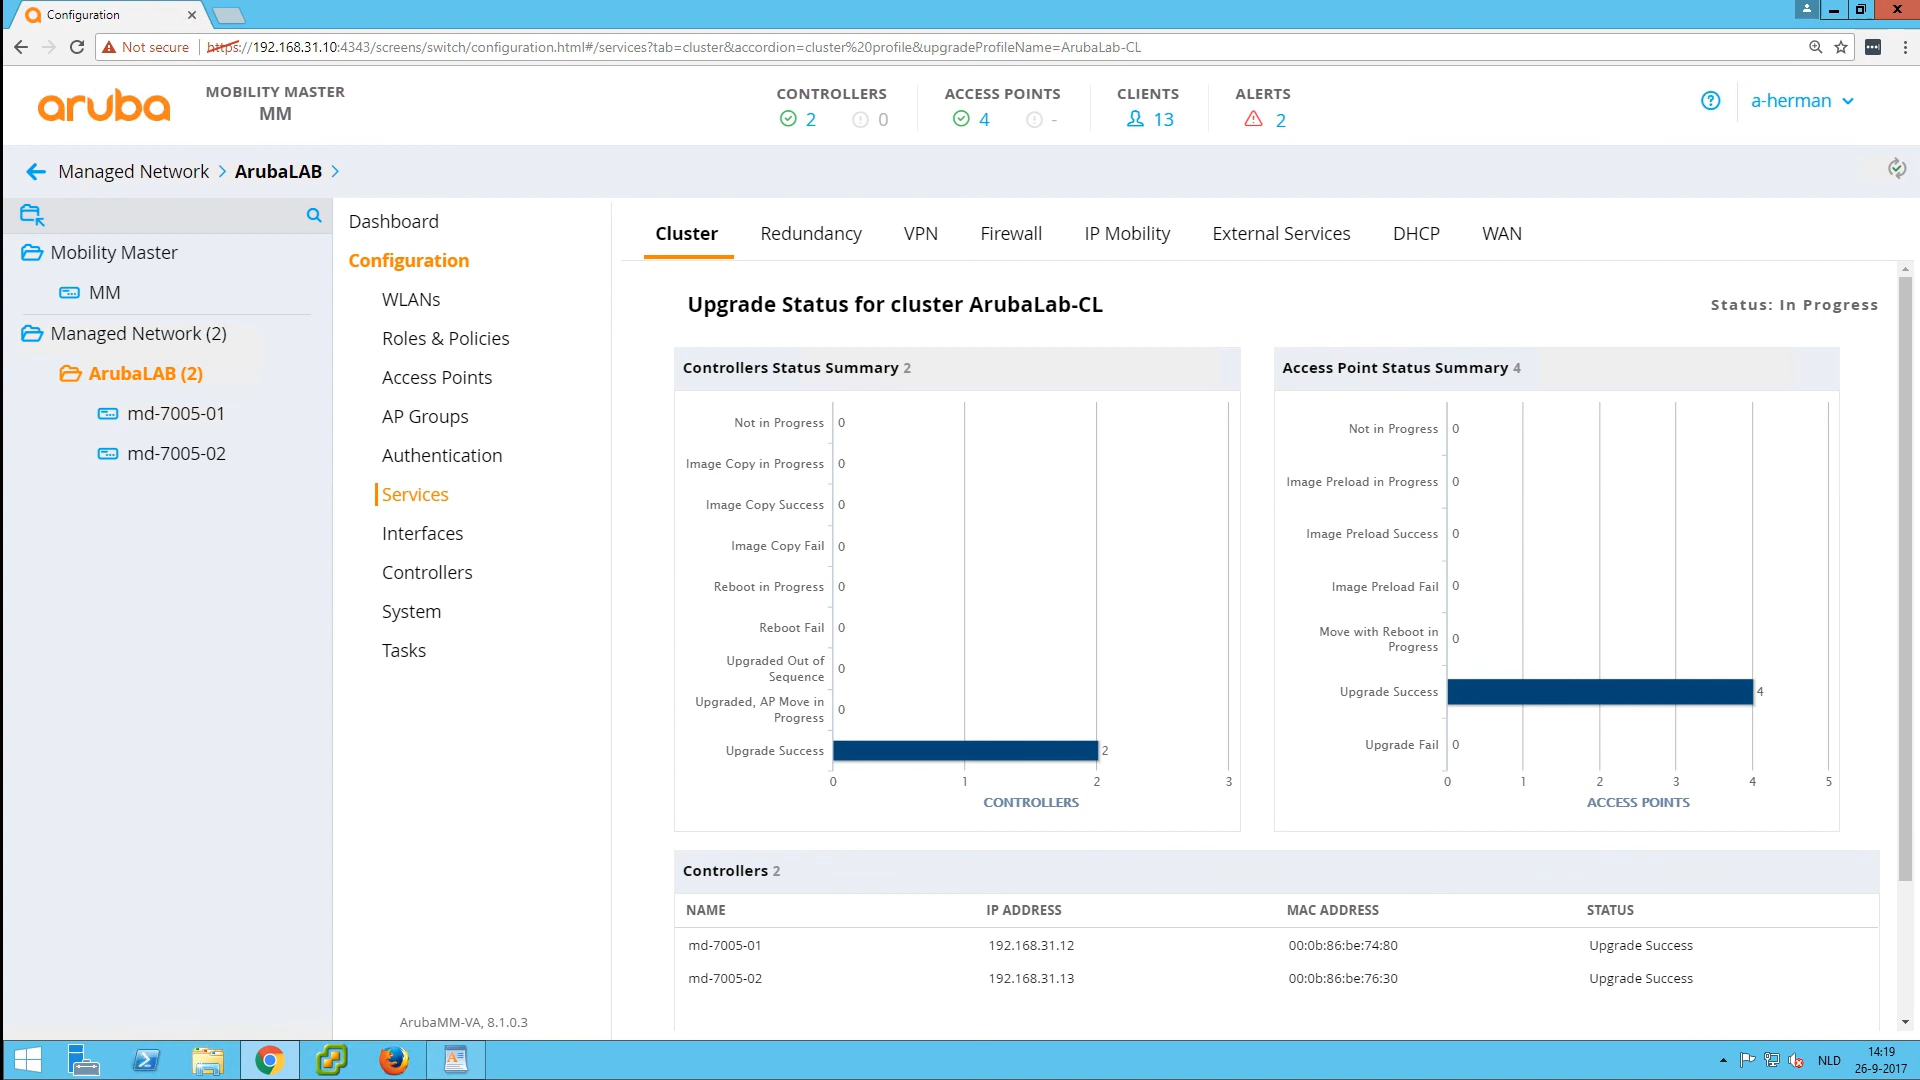 Configuration
Not secure https://192.168.31.10:4343/screens/switch/configuration.html#/services?tab=cluster&accordion=cluster%20profile&upgradeProfileName=ArubaLab-CL
aruba
MOBILITY MASTER
MM
CONTROLLERS
2 0
ACCESS POINTS
4 -
CLIENTS
13
ALERTS
2
a-herman
Managed Network > ArubaLAB >
Mobility Master
MM
Managed Network (2)
ArubaLAB (2)
md-7005-01
md-7005-02
Dashboard
Configuration
WLANs
Roles & Policies
Access Points
AP Groups
Authentication
Services
Interfaces
Controllers
System
Tasks
ArubaMM-VA, 8.1.0.3
Cluster Redundancy VPN Firewall IP Mobility External Services DHCP WAN
Upgrade Status for cluster ArubaLab-CL
Status: In Progress
Controllers Status Summary 2
Not in Progress 0
Image Copy in Progress 0
Image Copy Success 0
Image Copy Fail 0
Reboot in Progress 0
Reboot Fail 0
Upgraded Out of
Sequence 0
Upgraded, AP Move in
Progress 0
Upgrade Success 2
0 1 2 3
CONTROLLERS
Access Point Status Summary 4
Not in Progress 0
Image Preload in Progress 0
Image Preload Success 0
Image Preload Fail 0
Move with Reboot in
Progress 0
Upgrade Success 4
Upgrade Fail 0
0 1 2 3 4 5
ACCESS POINTS
Controllers 2
NAME IP ADDRESS MAC ADDRESS STATUS
md-7005-01 192.168.31.12 00:0b:86:be:74:80 Upgrade Success
md-7005-02 192.168.31.13 00:0b:86:be:76:30 Upgrade Success
NLD
14:19
26-9-2017